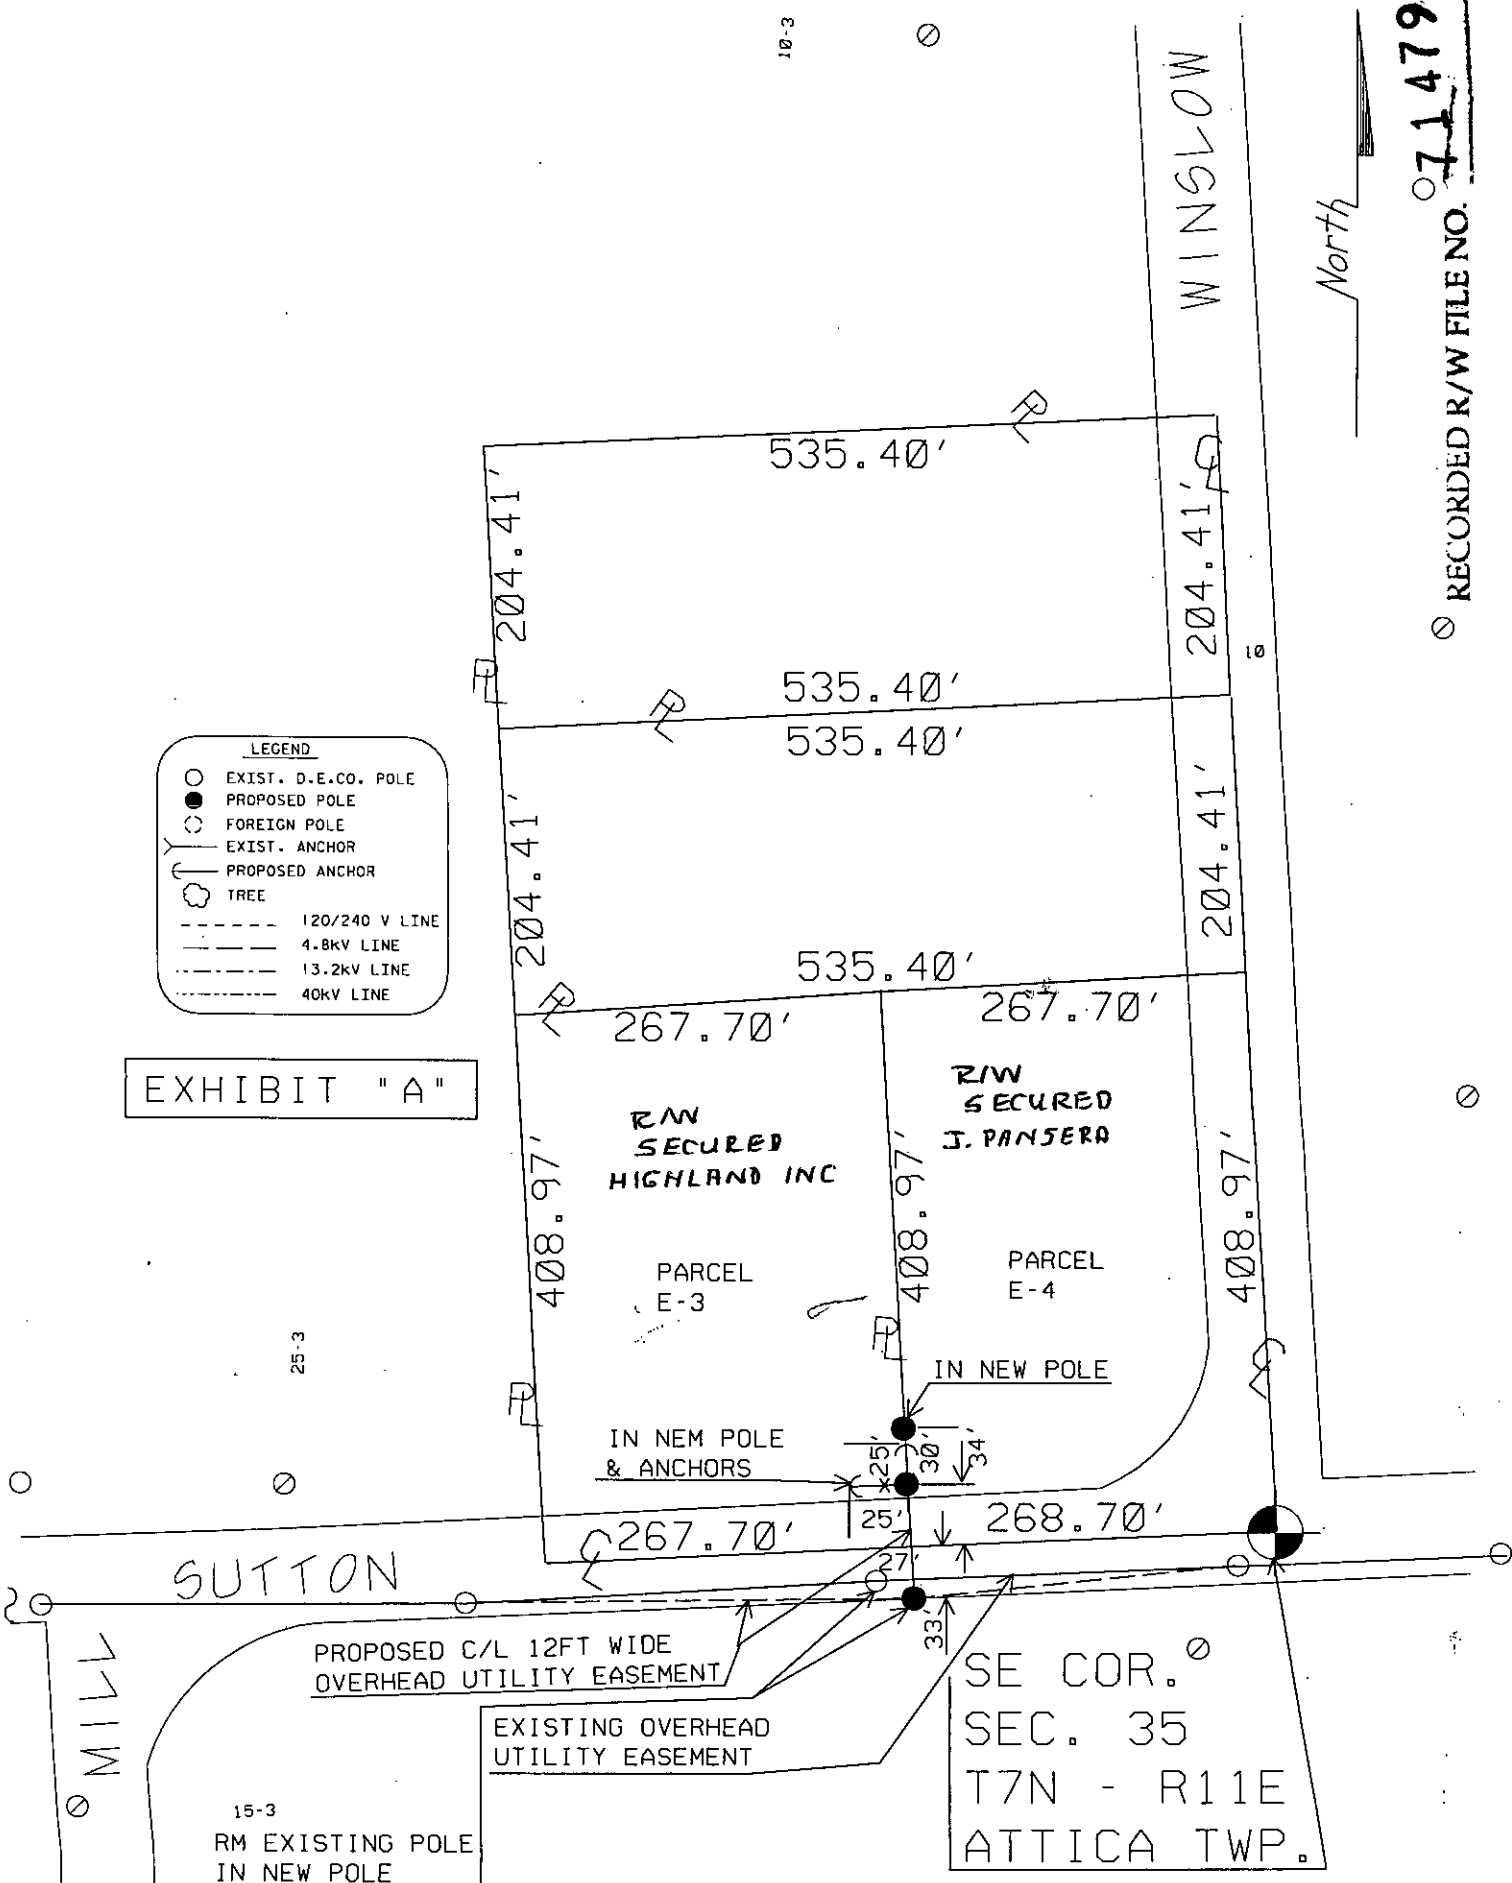 10-3
WINSLOW
North
RECORDED R/W FILE NO. 71479
535.40'
204.41'
204.41'
10
535.40'
535.40'
204.41'
204.41'
535.40'
LEGEND
EXIST. D.E.CO. POLE
PROPOSED POLE
FOREIGN POLE
EXIST. ANCHOR
PROPOSED ANCHOR
TREE
120/240 V LINE
4.8kV LINE
13.2kV LINE
40kV LINE
EXHIBIT "A"
267.70'
267.70'
R/W
SECURED
HIGHLAND INC
R/W
SECURED
J. PANSERA
408.97'
408.97'
408.97'
PARCEL
E-3
PARCEL
E-4
25-3
IN NEW POLE
IN NEM POLE
& ANCHORS
25'
30'
34'
25'
267.70'
268.70'
27'
33'
SUTTON
MILL
PROPOSED C/L 12FT WIDE
OVERHEAD UTILITY EASEMENT
EXISTING OVERHEAD
UTILITY EASEMENT
SE COR.
SEC. 35
T7N - R11E
ATTICA TWP.
15-3
RM EXISTING POLE
IN NEW POLE